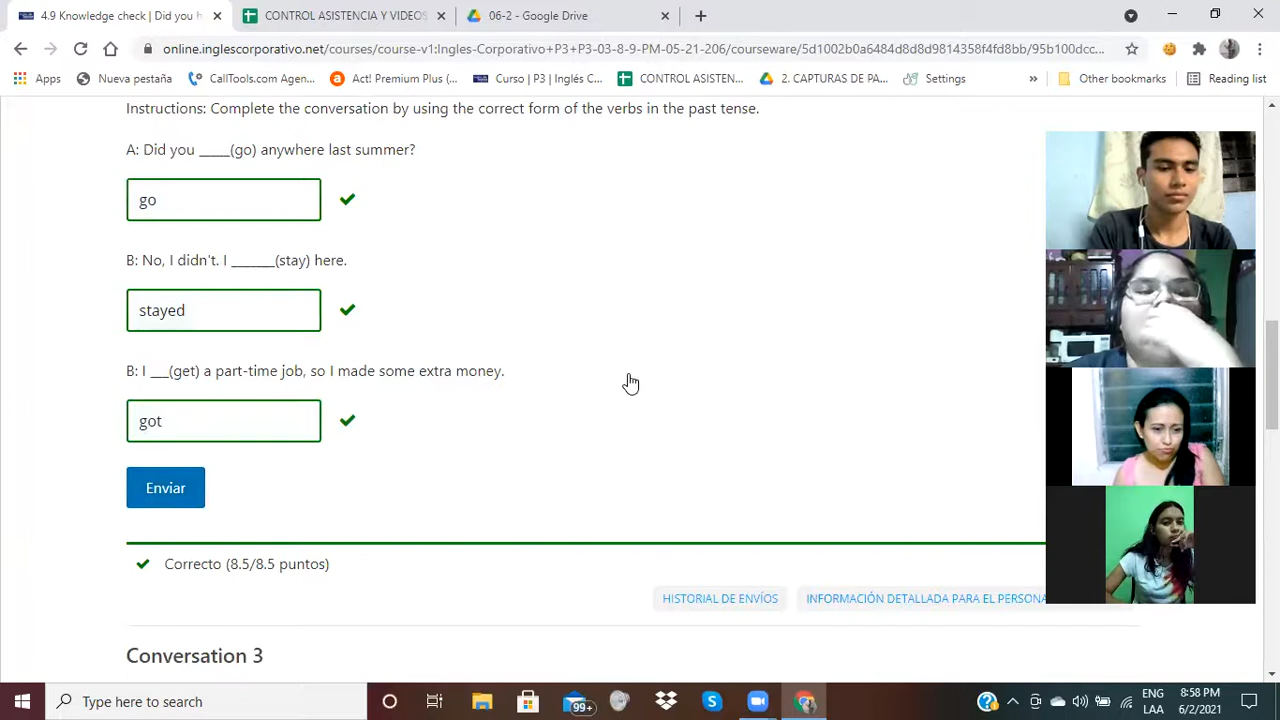 4.9 Knowledge check | Did you h
CONTROL ASISTENCIA Y VIDEOS
06-2 - Google Drive
online.inglescorporativo.net/courses/course-v1:Ingles-Corporativo+P3+P3-03-8-9-PM-05-21-206/courseware/5d1002b0a6484d8d8d9814358f4fd8bb/95b100dcc...
Apps
Nueva pestaña
CallTools.com Agen...
Act! Premium Plus (...
Curso | P3 | Inglés C...
CONTROL ASISTEN...
2. CAPTURAS DE PA...
Settings
»
Other bookmarks
Reading list
Instructions: Complete the conversation by using the correct form of the verbs in the past tense.
A: Did you _____(go) anywhere last summer?
go
B: No, I didn't. I _______(stay) here.
stayed
B: I ___(get) a part-time job, so I made some extra money.
got
Enviar
Correcto (8.5/8.5 puntos)
HISTORIAL DE ENVÍOS
INFORMACIÓN DETALLADA PARA EL PERSONA
Conversation 3
Type here to search
99+
ENG
LAA
8:58 PM
6/2/2021